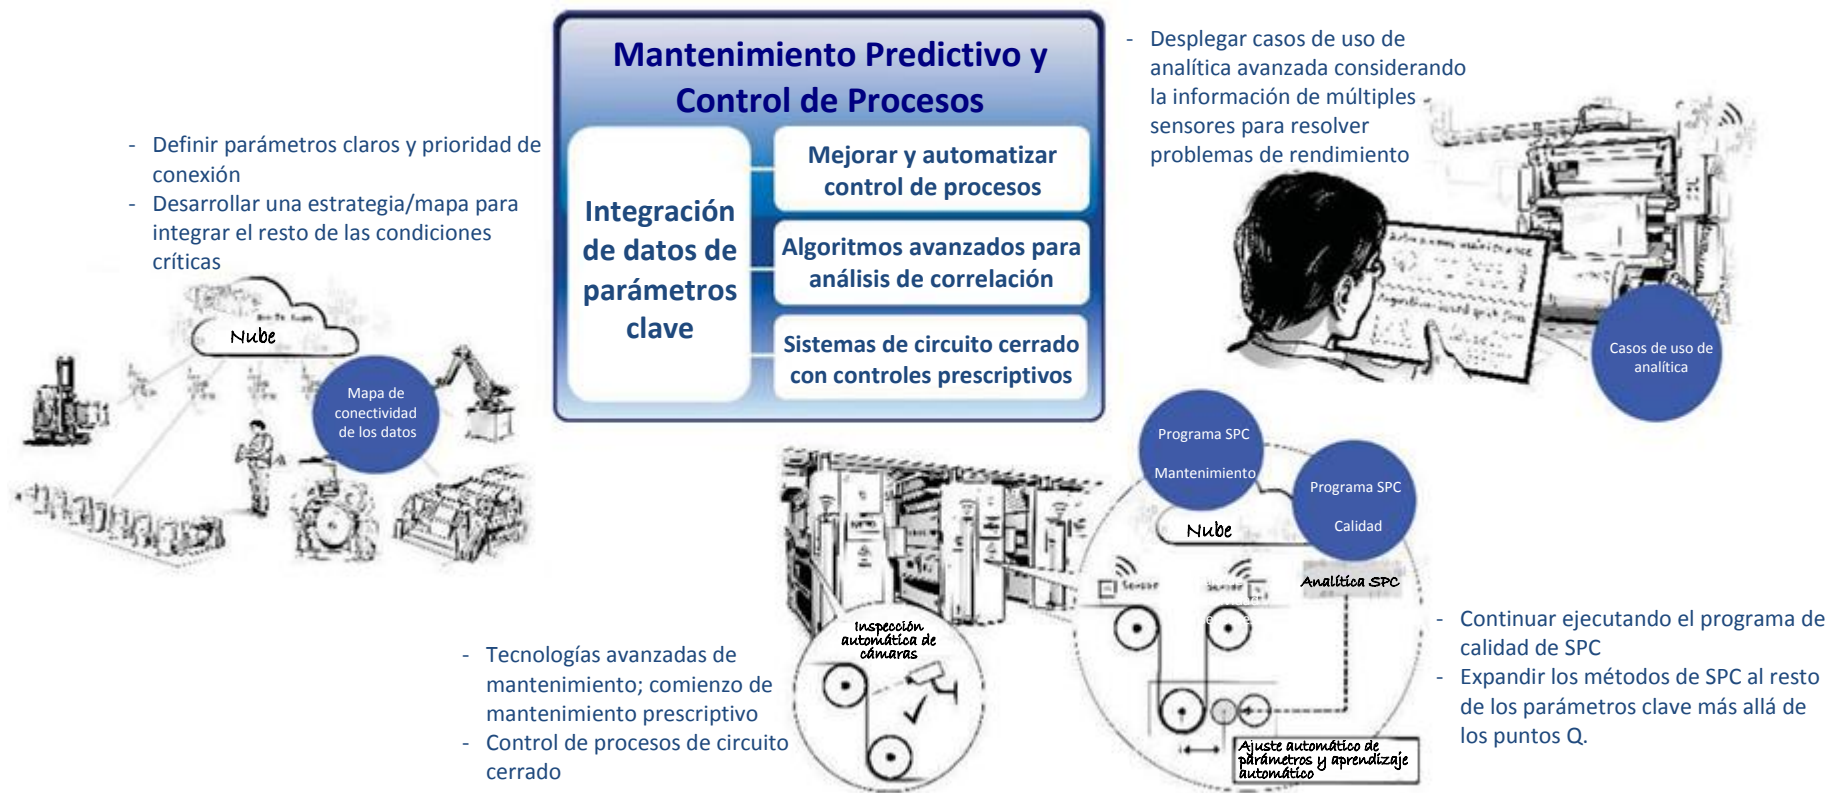 Mantenimiento Predictivo y
Control de Procesos
Integración
de datos de
parámetros
clave
Mejorar y automatizar
control de procesos
Algoritmos avanzados para
análisis de correlación
Sistemas de circuito cerrado
con controles prescriptivos
- Definir parámetros claros y prioridad de
conexión
- Desarrollar una estrategia/mapa para
integrar el resto de las condiciones
críticas
Nube
Mapa de
conectividad
de los datos
- Desplegar casos de uso de
analítica avanzada considerando
la información de múltiples
sensores para resolver
problemas de rendimiento
Casos de uso de
analítica
Programa SPC
Mantenimiento
Programa SPC
Calidad
Nube
Sensor
Sensor
Analítica SPC
Inspección
automática de
cámaras
Ajuste automático de
parámetros y aprendizaje
automático
- Tecnologías avanzadas de
mantenimiento; comienzo de
mantenimiento prescriptivo
- Control de procesos de circuito
cerrado
- Continuar ejecutando el programa de
calidad de SPC
- Expandir los métodos de SPC al resto
de los parámetros clave más allá de
los puntos Q.